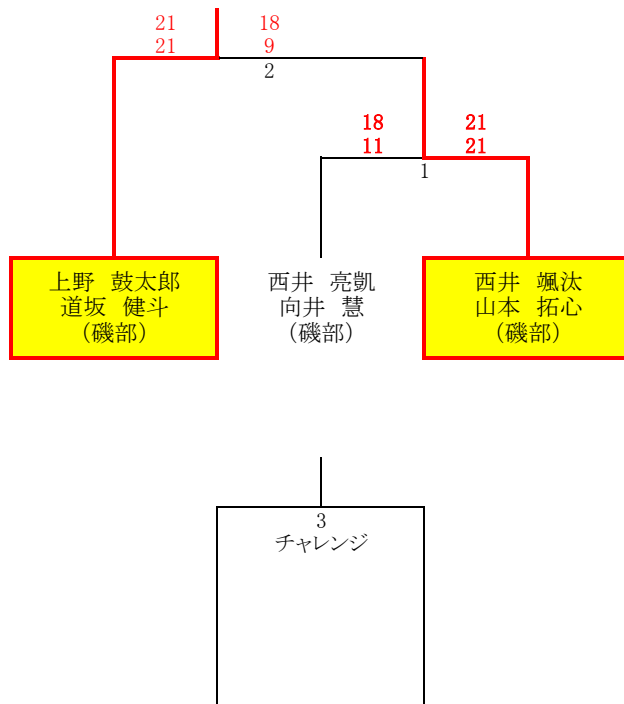 21 18
21 9
2
18 21
11 21
1
上野 鼓太郎
道坂 健斗
（磯部）
西井 亮凱
向井 慧
（磯部）
西井 颯汰
山本 拓心
（磯部）
3
チャレンジ